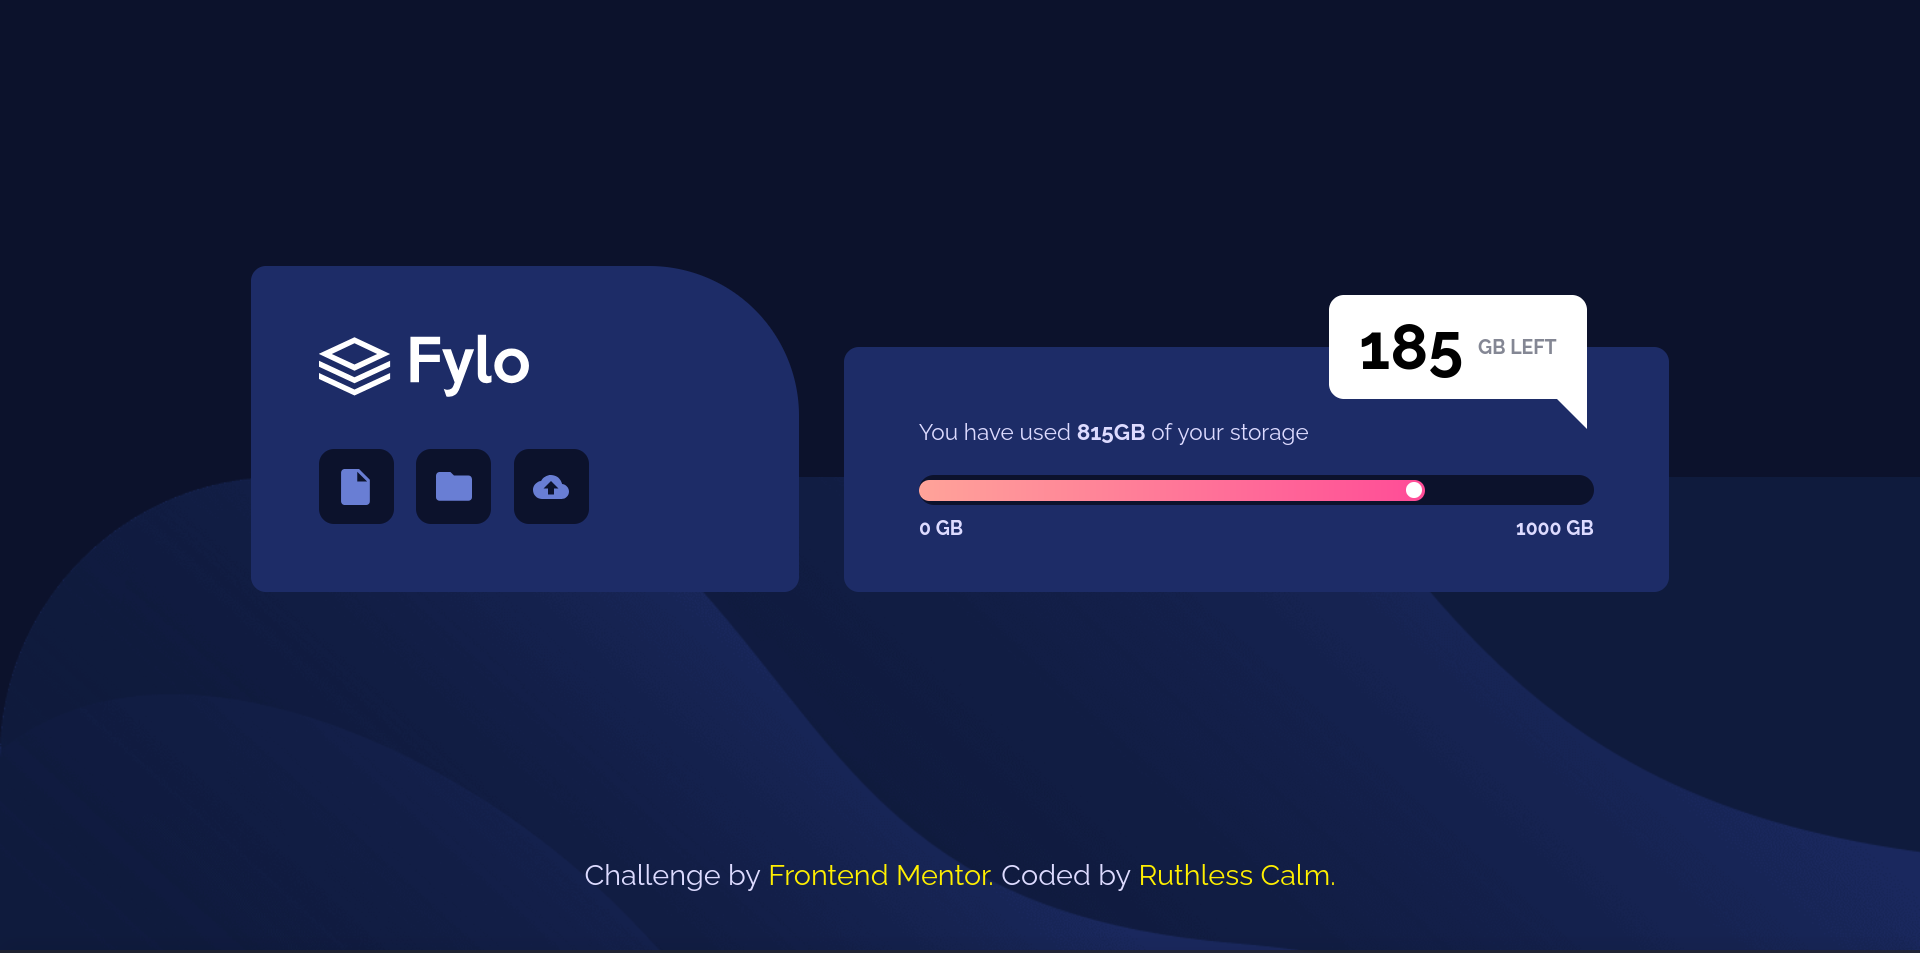 Fylo
185 GB LEFT
You have used 815GB of your storage
0 GB 1000 GB
Challenge by Frontend Mentor. Coded by Ruthless Calm.